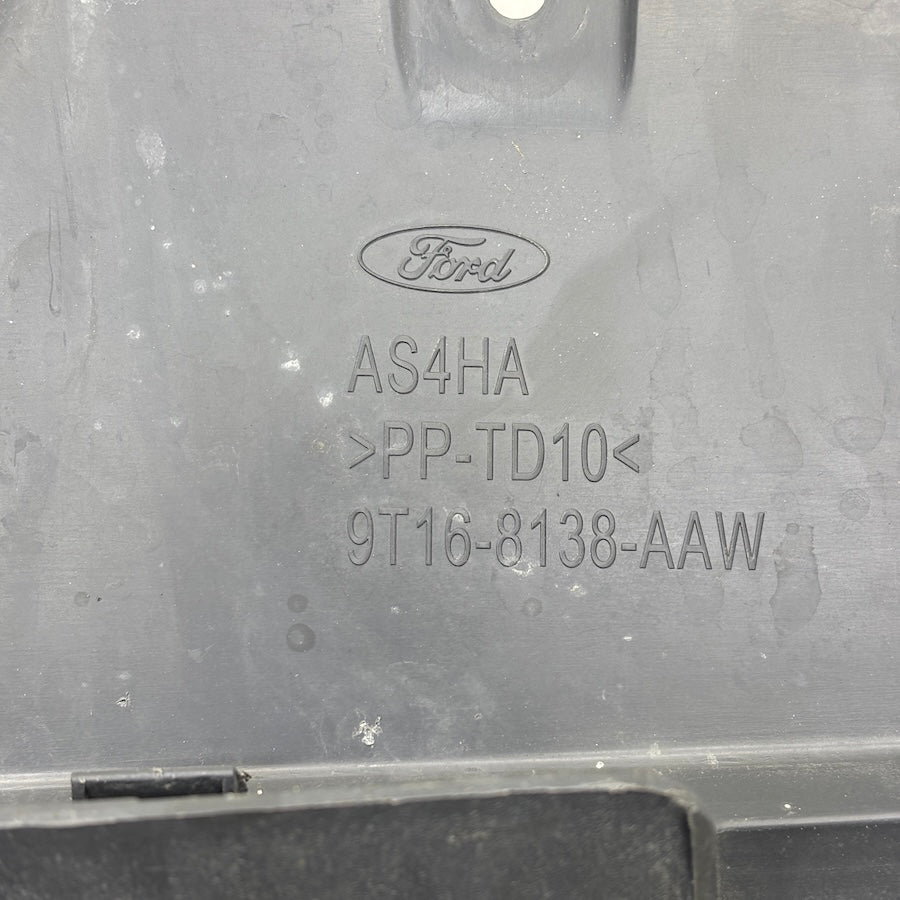 Ford
AS4HA
>PP-TD10<
9T16-8138-AAW